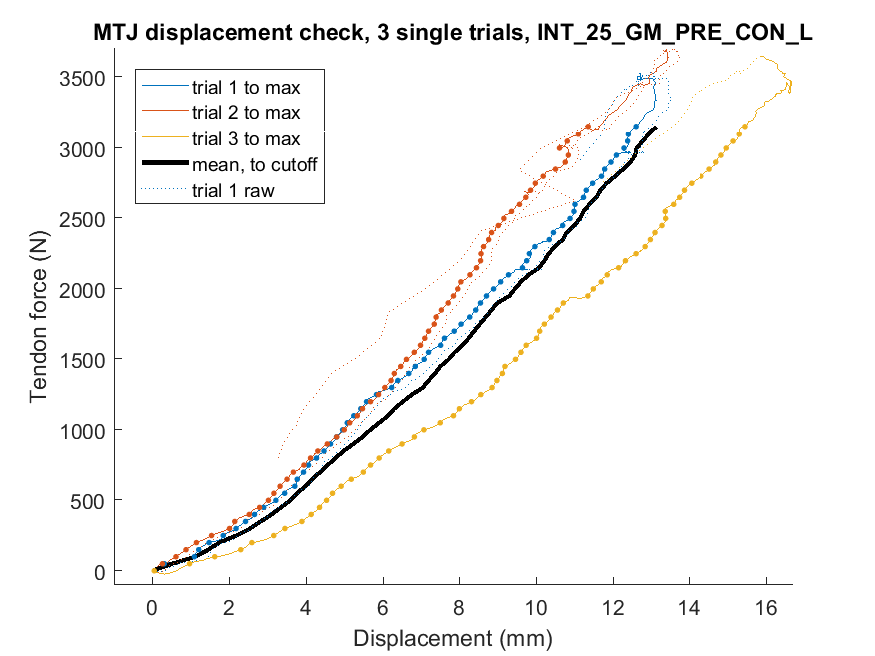 MTJ displacement check, 3 single trials, INT_25_GM_PRE_CON_L
trial 1 to max
trial 2 to max
trial 3 to max
mean, to cutoff
trial 1 raw
3500
3000
2500
2000
1500
1000
500
0
Tendon force (N)
0 2 4 6 8 10 12 14 16
Displacement (mm)